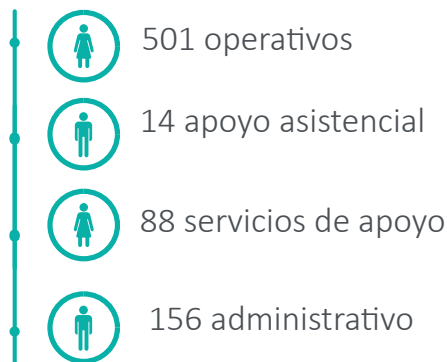 501 operativos
14 apoyo asistencial
88 servicios de apoyo
156 administrativo